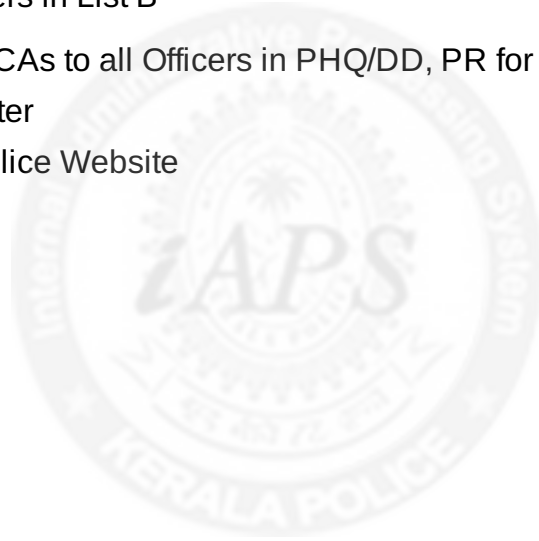 ers in List B
CAs to all Officers in PHQ/DD, PR for
ter
lice Website
Internal Administrative Processing System
iAPS
KERALA POLICE